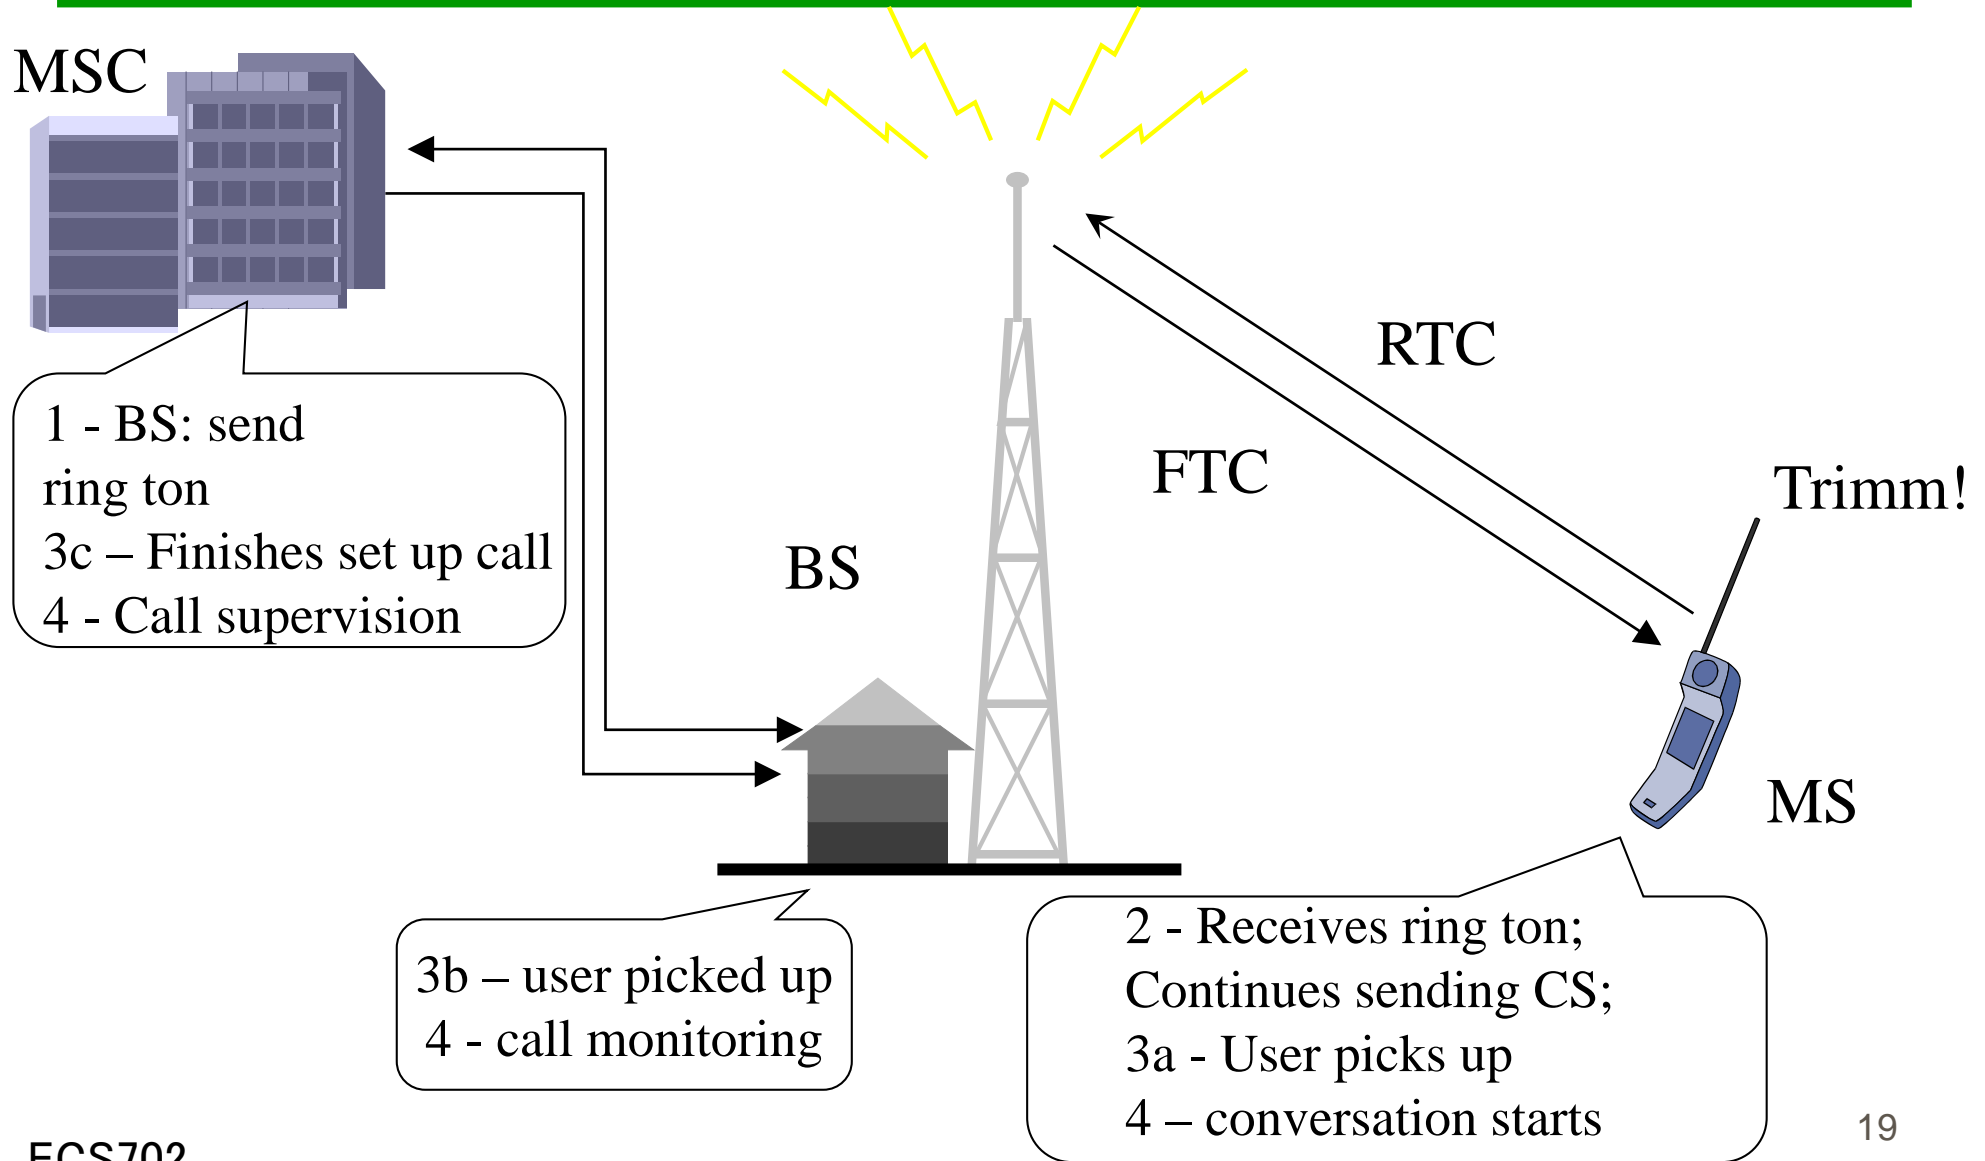 MSC
1 - BS: send
ring ton
3c – Finishes set up call
4 - Call supervision
RTC
FTC
BS
Trimm!
MS
3b – user picked up
4 - call monitoring
2 - Receives ring ton;
Continues sending CS;
3a - User picks up
4 – conversation starts
19
ECS702